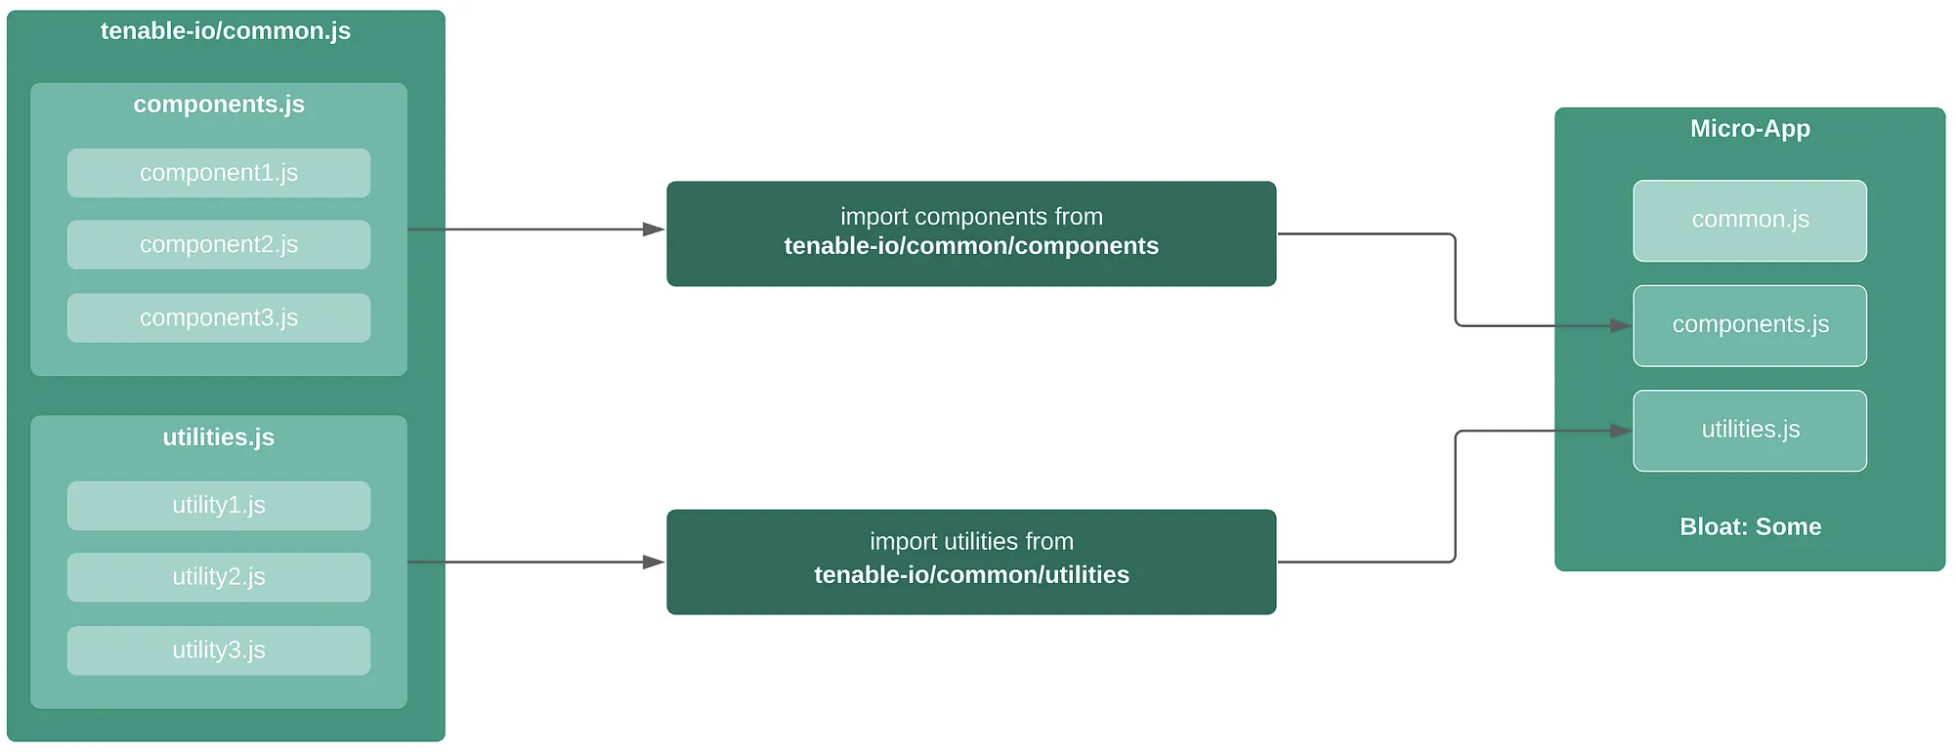 tenable-io/common.js
components.js
component1.js
component2.js
component3.js
utilities.js
utility1.js
utility2.js
utility3.js
import components from
tenable-io/common/components
import utilities from
tenable-io/common/utilities
Micro-App
common.js
components.js
utilities.js
Bloat: Some